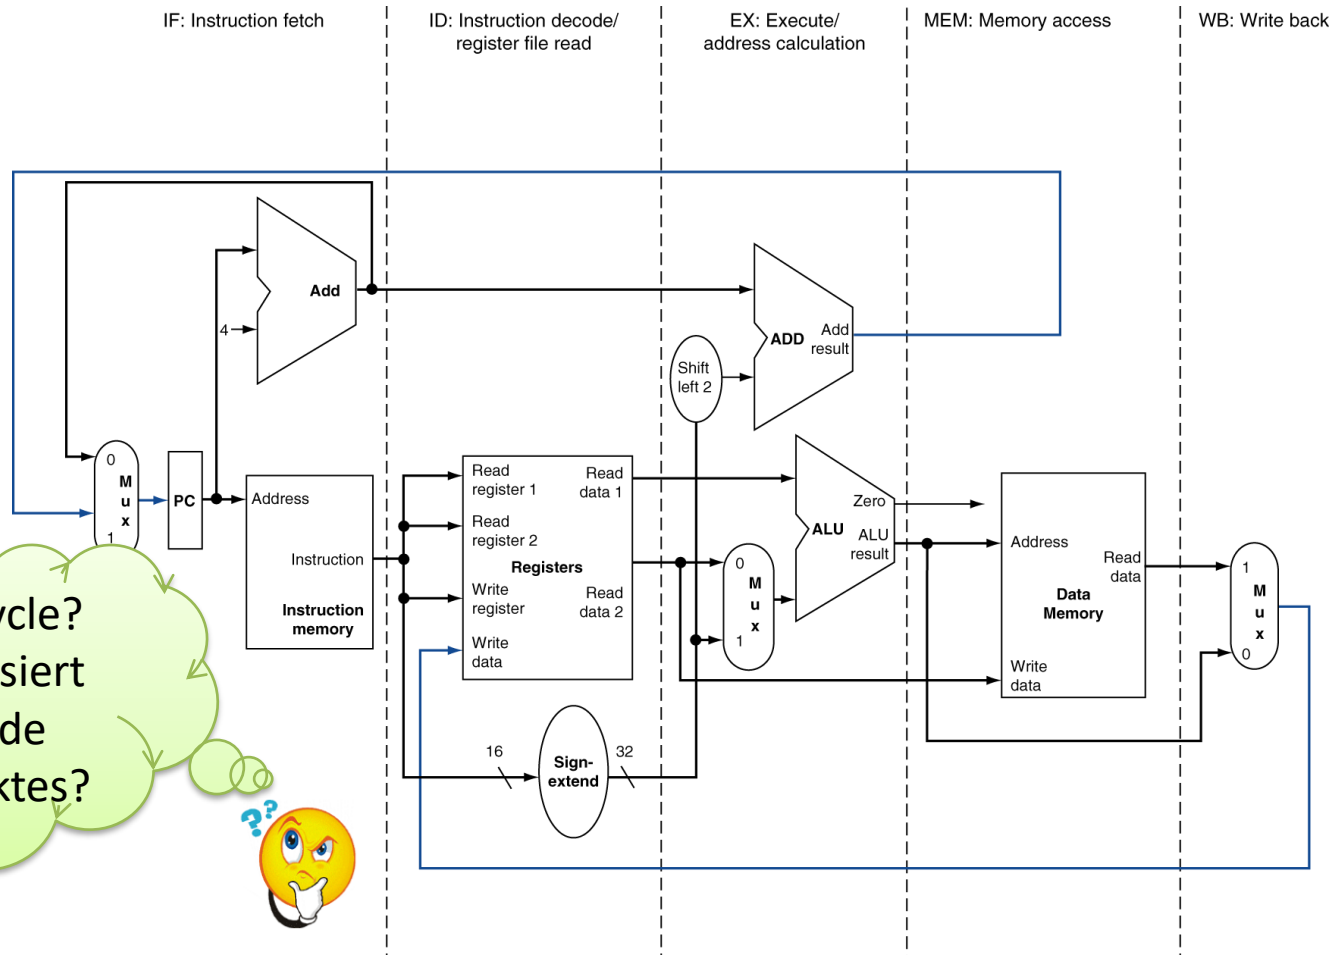 IF: Instruction fetch
ID: Instruction decode/
register file read
EX: Execute/
address calculation
MEM: Memory access
WB: Write back
Add
4
ADD
Add
result
Shift
left 2
0
M
u
x
1
PC
Address
Instruction
Instruction
memory
Read
register 1
Read
register 2
Write
register
Write
data
Registers
Read
data 1
Read
data 2
16
Sign-
extend
32
0
M
u
x
1
Zero
ALU
ALU
result
Address
Read
data
Data
Memory
Write
data
1
M
u
x
0
ycle?
siert
de
ktes?
???